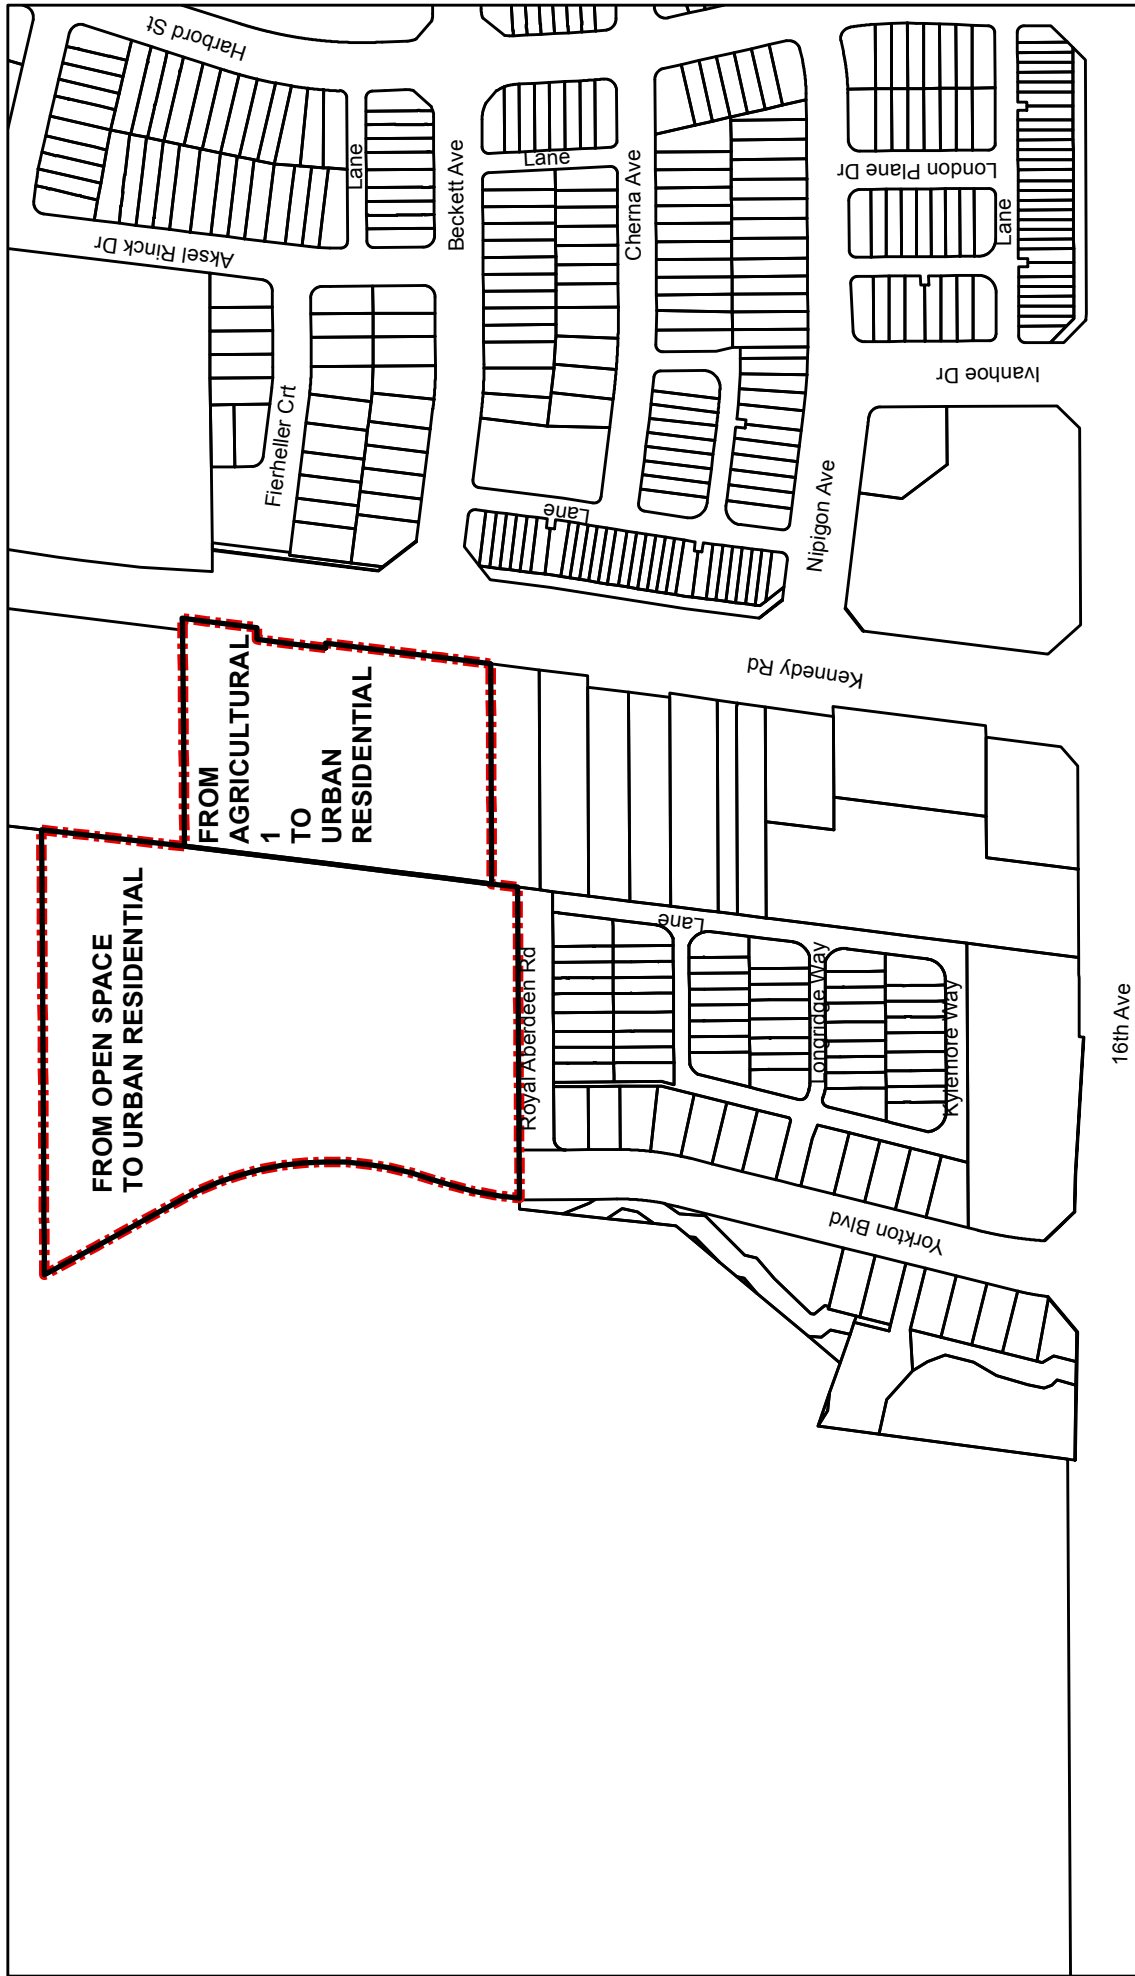 Harbord St
Aksel Rinck Dr
Lane
Beckett Ave
Lane
Cherna Ave
London Plane Dr
Lane
Ivanhoe Dr
Fierheller Crt
Lane
Nipigon Ave
Kennedy Rd
FROM
AGRICULTURAL
1
TO
URBAN
RESIDENTIAL
FROM OPEN SPACE
TO URBAN RESIDENTIAL
Royal Aberdeen Rd
Lane
Longridge Way
Kylemore Way
Yorkton Blvd
16th Ave